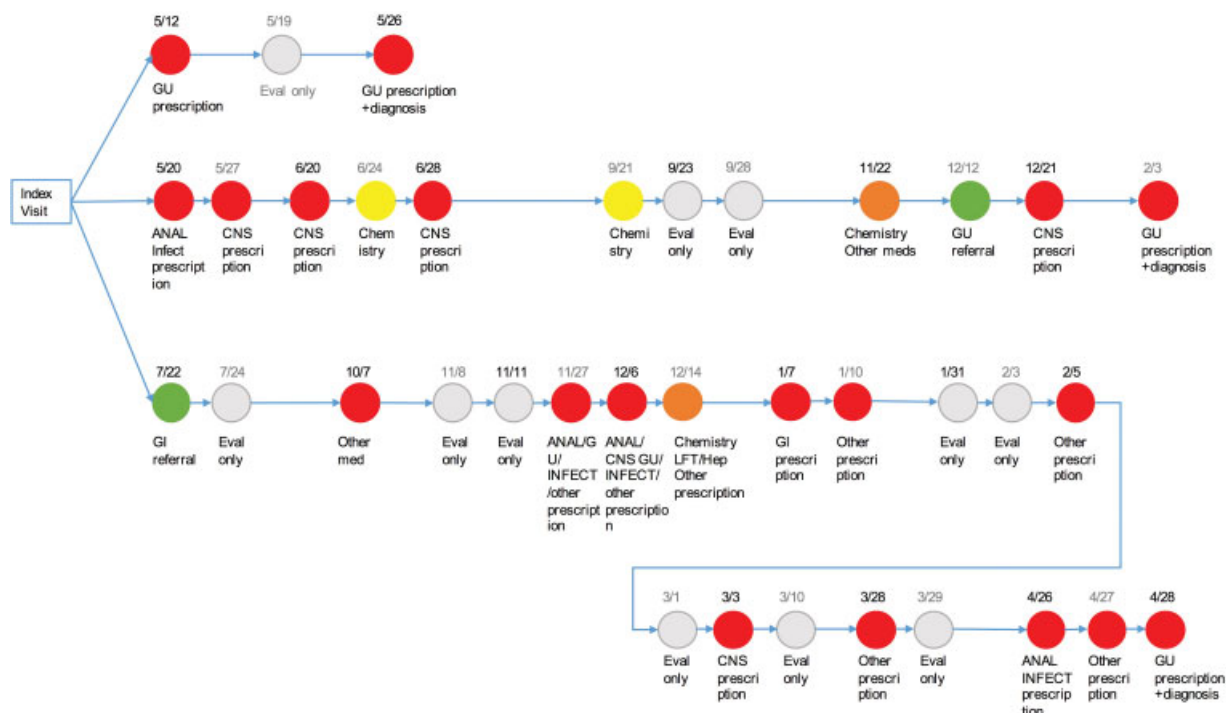 5/12 5/19 5/26
GU
prescription
Eval only
GU prescription
+diagnosis
Index
Visit
5/20 5/27 6/20 6/24 6/28 9/21 9/23 9/28 11/22 12/12 12/21 2/3
ANAL
Infect
prescript
ion
CNS
prescri
ption
CNS
prescri
ption
Chem
istry
CNS
prescri
ption
Chemi
stry
Eval
only
Eval
only
Chemistry
Other meds
GU
referral
CNS
prescri
ption
GU
prescription
+diagnosis
7/22 7/24 10/7 11/8 11/11 11/27 12/6 12/14 1/7 1/10 1/31 2/3 2/5
GI
referral
Eval
only
Other
med
Eval
only
Eval
only
ANAL/G
U/
INFECT
/other
prescript
ion
ANAL/
CNS GU/
INFECT/
other
prescriptio
n
Chemistry
LFT/Hep
Other
prescription
GI
prescri
ption
Other
prescri
ption
Eval
only
Eval
only
Other
prescri
ption
3/1 3/3 3/10 3/28 3/29 4/26 4/27 4/28
Eval
only
CNS
prescri
ption
Eval
only
Other
prescri
ption
Eval
only
ANAL
INFECT
prescrip
tion
Other
prescri
ption
GU
prescription
+diagnosis